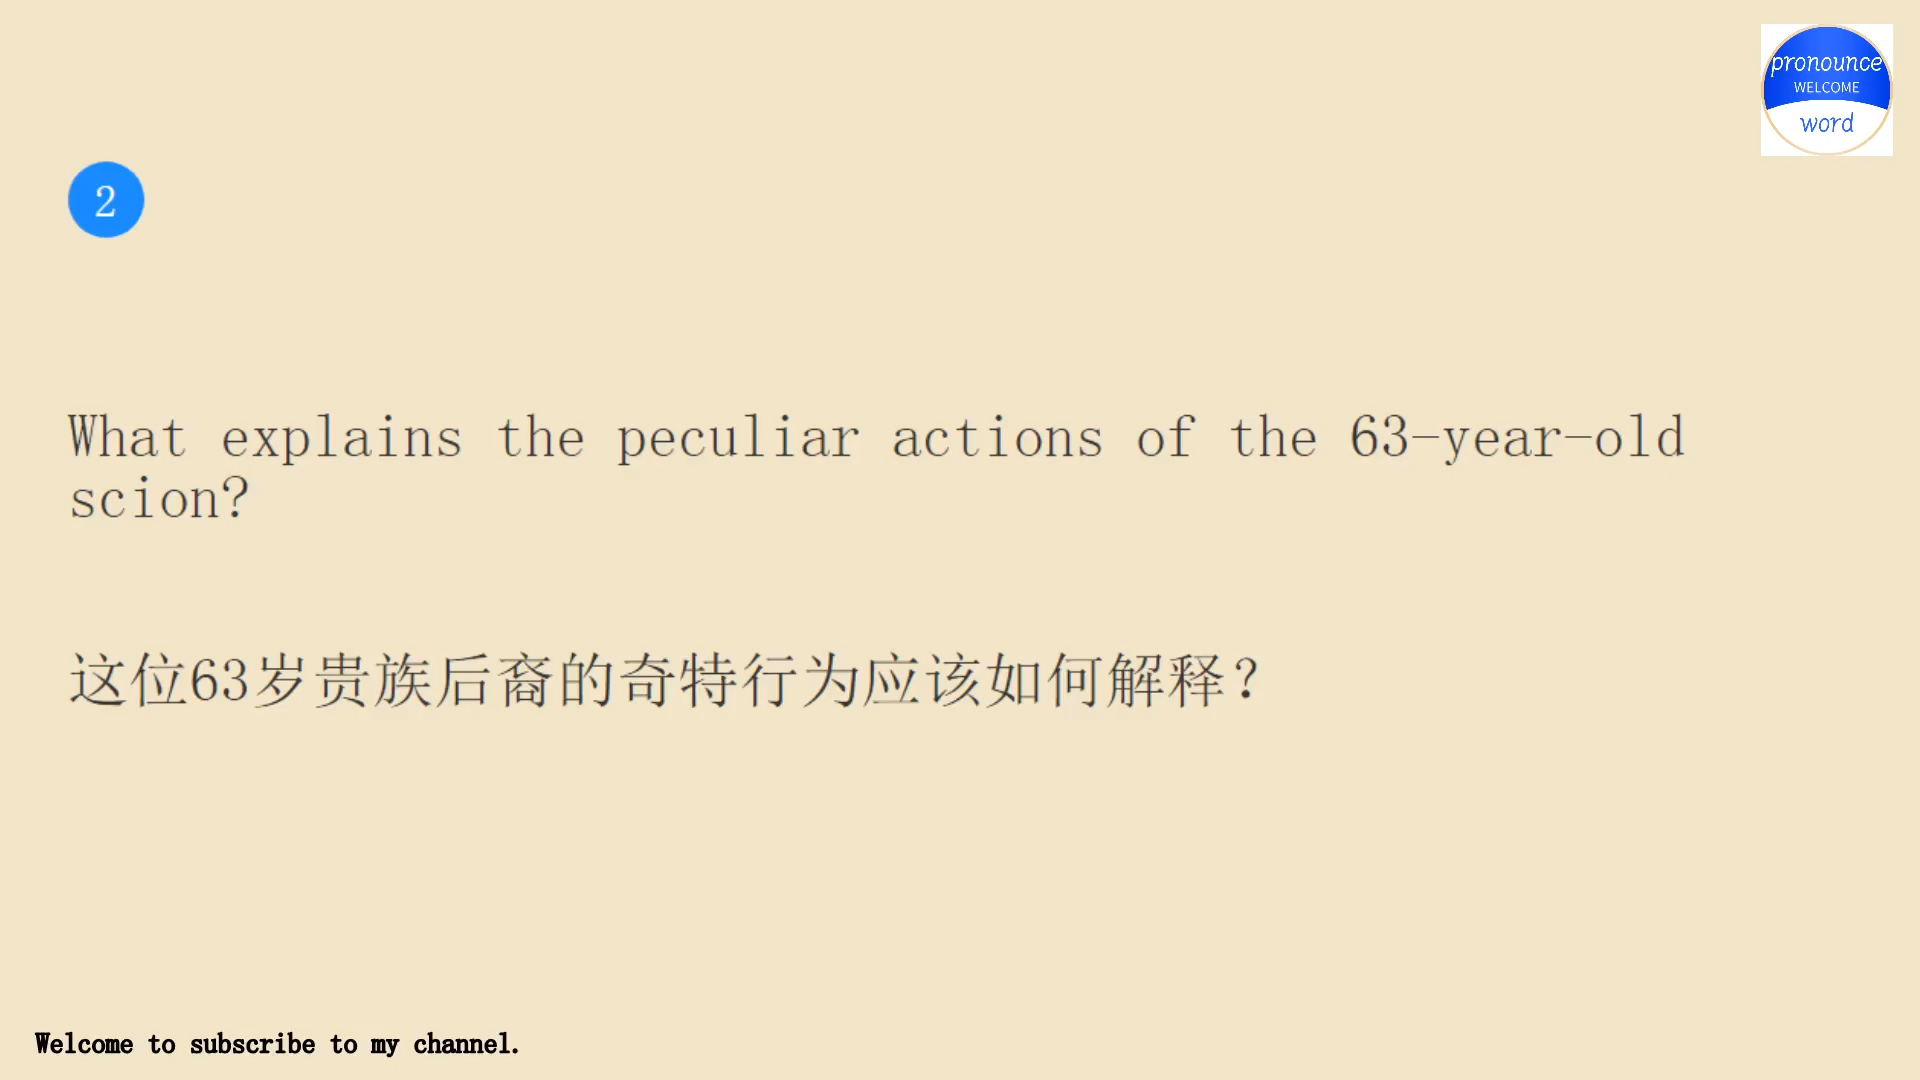 pronounce
WELCOME
word
2
What explains the peculiar actions of the 63-year-old
scion?
这位63岁贵族后裔的奇特行为应该如何解释?
Welcome to subscribe to my channel.